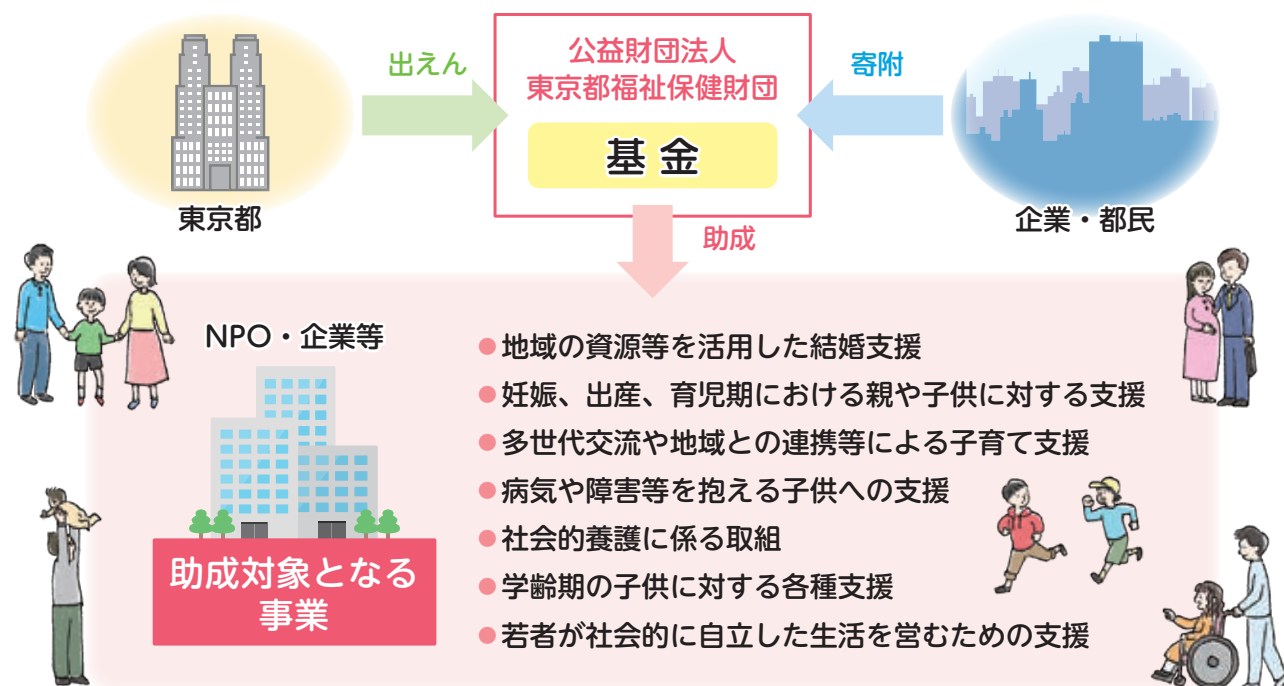 出えん
公益財団法人
東京都福祉保健財団
基金
寄附
東京都
企業・都民
助成
NPO・企業等
助成対象となる
事業
●地域の資源等を活用した結婚支援
●妊娠、出産、育児期における親や子供に対する支援
●多世代交流や地域との連携等による子育て支援
●病気や障害等を抱える子供への支援
●社会的養護に係る取組
●学齢期の子供に対する各種支援
●若者が社会的に自立した生活を営むための支援